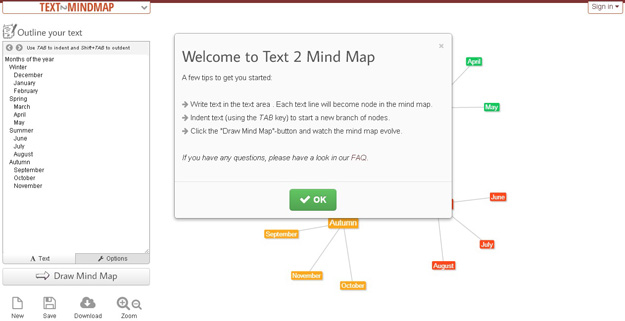 TEXT2MINDMAP
Sign in
Outline your text
Use TAB to indent and Shift+TAB to outdent
Months of the year
Winter
December
January
February
Spring
March
April
May
Summer
June
July
August
Autumn
September
October
November
Text
Options
Draw Mind Map
New
Save
Download
Zoom
×
Welcome to Text 2 Mind Map
A few tips to get you started:
Write text in the text area . Each text line will become node in the mind map.
Indent text (using the TAB key) to start a new branch of nodes.
Click the "Draw Mind Map"-button and watch the mind map evolve.
If you have any questions, please have a look in our FAQ.
OK
April
May
June
July
August
Autumn
September
November
October